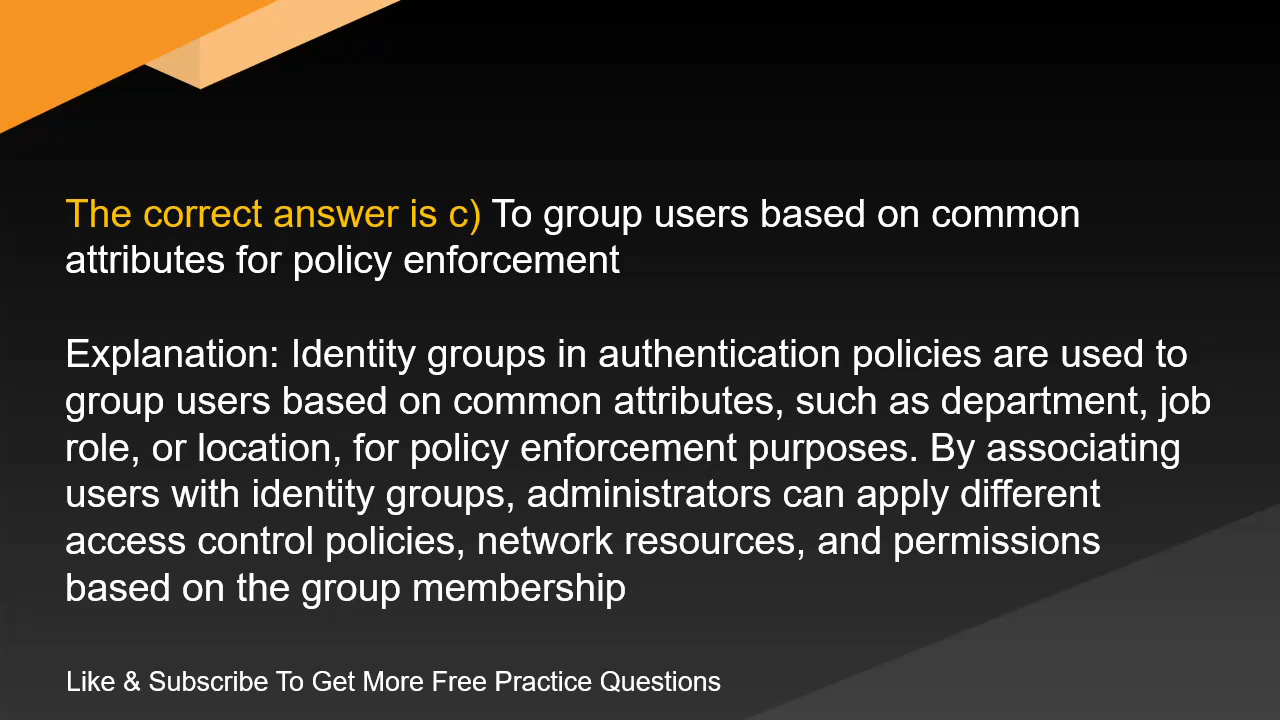 The correct answer is c) To group users based on common
attributes for policy enforcement
Explanation: Identity groups in authentication policies are used to
group users based on common attributes, such as department, job
role, or location, for policy enforcement purposes. By associating
users with identity groups, administrators can apply different
access control policies, network resources, and permissions
based on the group membership
Like & Subscribe To Get More Free Practice Questions